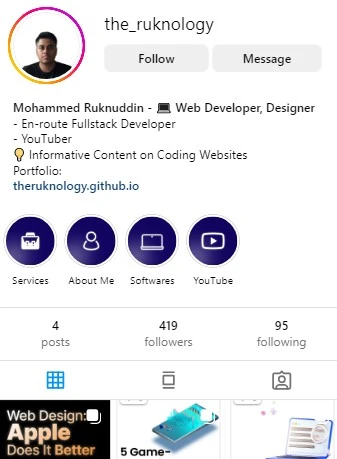 the_ruknology
Follow
Message
Mohammed Ruknuddin - 💻 Web Developer, Designer
- En-route Fullstack Developer
- YouTuber
💡 Informative Content on Coding Websites
Portfolio:
theruknology.github.io
Services
About Me
Softwares
YouTube
4
posts
419
followers
95
following
Web Design:
Apple
Does It Better
5 Game-